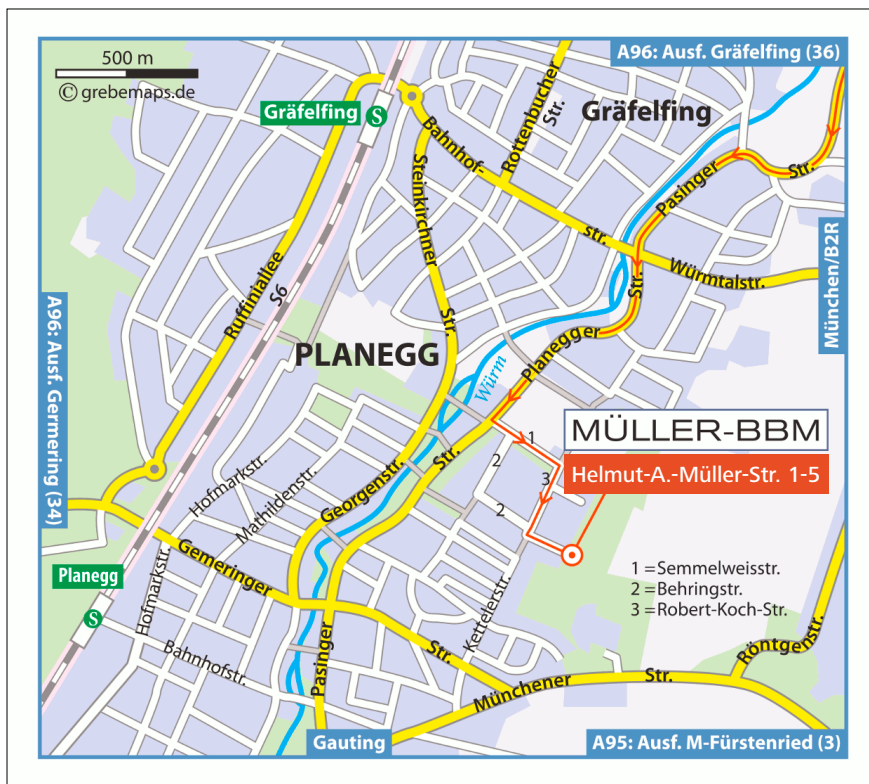 A96: Ausf. Gräfelfing (36)
500 m
© grebemaps.de
Gräfelfing
S
Gräfelfing
Rottenbucher
Str.
Bahnhof-
str.
Steinkirchner
Str.
Pasinger
Str.
Würmtalstr.
München/B2R
Ruffiniallee
S6
A96: Ausf. Germering (34)
PLANEGG
Würm
Planegger
Str.
MÜLLER-BBM
Helmut-A.-Müller-Str. 1-5
1
2
3
2
Hofmarkstr.
Mathildenstr.
Georgenstr.
Str.
Planegg
S
Gemeringer
Str.
Hofmarkstr.
Bahnhofstr.
Pasinger
Kettelerstr.
1 =Semmelweisstr.
2 =Behringstr.
3 =Robert-Koch-Str.
Röntgenstr.
Münchener
Str.
Gauting
A95: Ausf. M-Fürstenried (3)